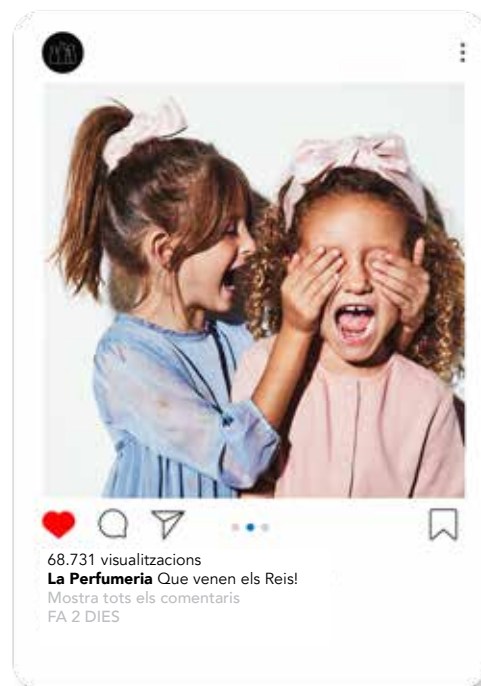 68.731 visualitzacions
La Perfumeria Que venen els Reis!
Mostra tots els comentaris
FA 2 DIES